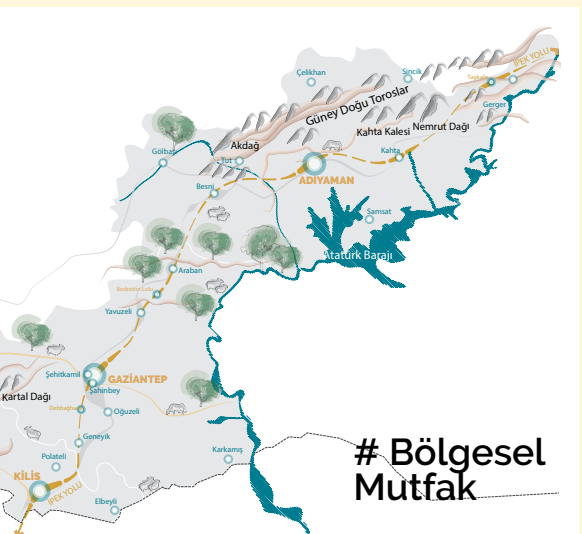 İPEK YOLU
Çelikhan
Sincik
Taşkale
Gerger
Güney Doğu Toroslar
Akdağ
Kahta Kalesi
Nemrut Dağı
Gölbaşı
Tut
Kahta
Besni
ADIYAMAN
Samsat
Atatürk Barajı
Araban
Yavuzeli
Şehitkamil
GAZİANTEP
Şahinbey
Kartal Dağı
Oğuzeli
Geneyik
Karkamış
Polateli
KİLİS
İPEK YOLU
Elbeyli
# Bölgesel
Mutfak